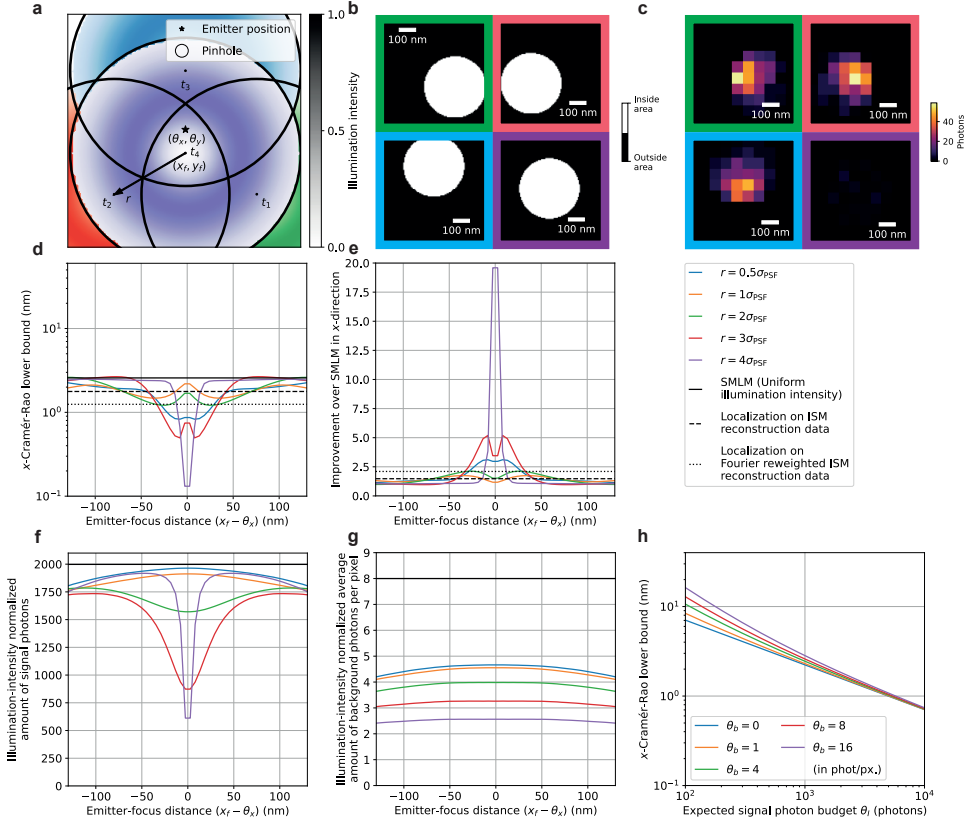 a
Emitter position
Pinhole
t3
(θx, θy)
t4
(xf, yf)
t2
r
t1
1.0
0.5
0.0
Illumination intensity
b
100 nm
100 nm
100 nm
100 nm
Inside
area
Outside
area
c
100 nm
100 nm
100 nm
100 nm
40
20
0
Photons
d
x-Cramér-Rao lower bound (nm)
10¹
10⁰
10⁻¹
−100 −50 0 50 100
Emitter-focus distance (xf − θx) (nm)
e
Improvement over SMLM in x-direction
20.0
17.5
15.0
12.5
10.0
7.5
5.0
2.5
0.0
−100 −50 0 50 100
Emitter-focus distance (xf − θx) (nm)
r = 0.5σPSF
r = 1σPSF
r = 2σPSF
r = 3σPSF
r = 4σPSF
SMLM (Uniform
illumination intensity)
Localization on ISM
reconstruction data
Localization on
Fourier reweighted ISM
reconstruction data
f
Illumination-intensity normalized
amount of signal photons
2000
1750
1500
1250
1000
750
500
250
0
−100 −50 0 50 100
Emitter-focus distance (xf − θx) (nm)
g
Illumination-intensity normalized average
amount of background photons per pixel
9
8
7
6
5
4
3
2
1
0
−100 −50 0 50 100
Emitter-focus distance (xf − θx) (nm)
h
x-Cramér-Rao lower bound (nm)
10¹
10⁰
10⁻¹
θb = 0
θb = 1
θb = 4
θb = 8
θb = 16
(in phot/px.)
10² 10³ 10⁴
Expected signal photon budget θI (photons)